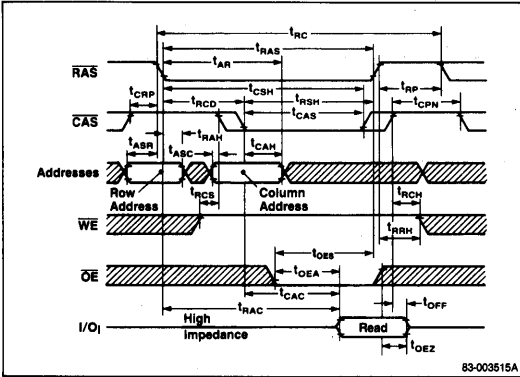 tRC
tRAS
tAR
RAS
tCSH
tRP
tCRP
tRCD
tRSH
tCPN
CAS
tCAS
tASR
tRAH
tASC
tCAH
Addresses
Row Address
tRCS
Column Address
tRCH
WE
tRRH
tOES
tOEA
OE
tCAC
tOFF
tRAC
I/OI
High Impedance
Read
tOEZ
83-003515A